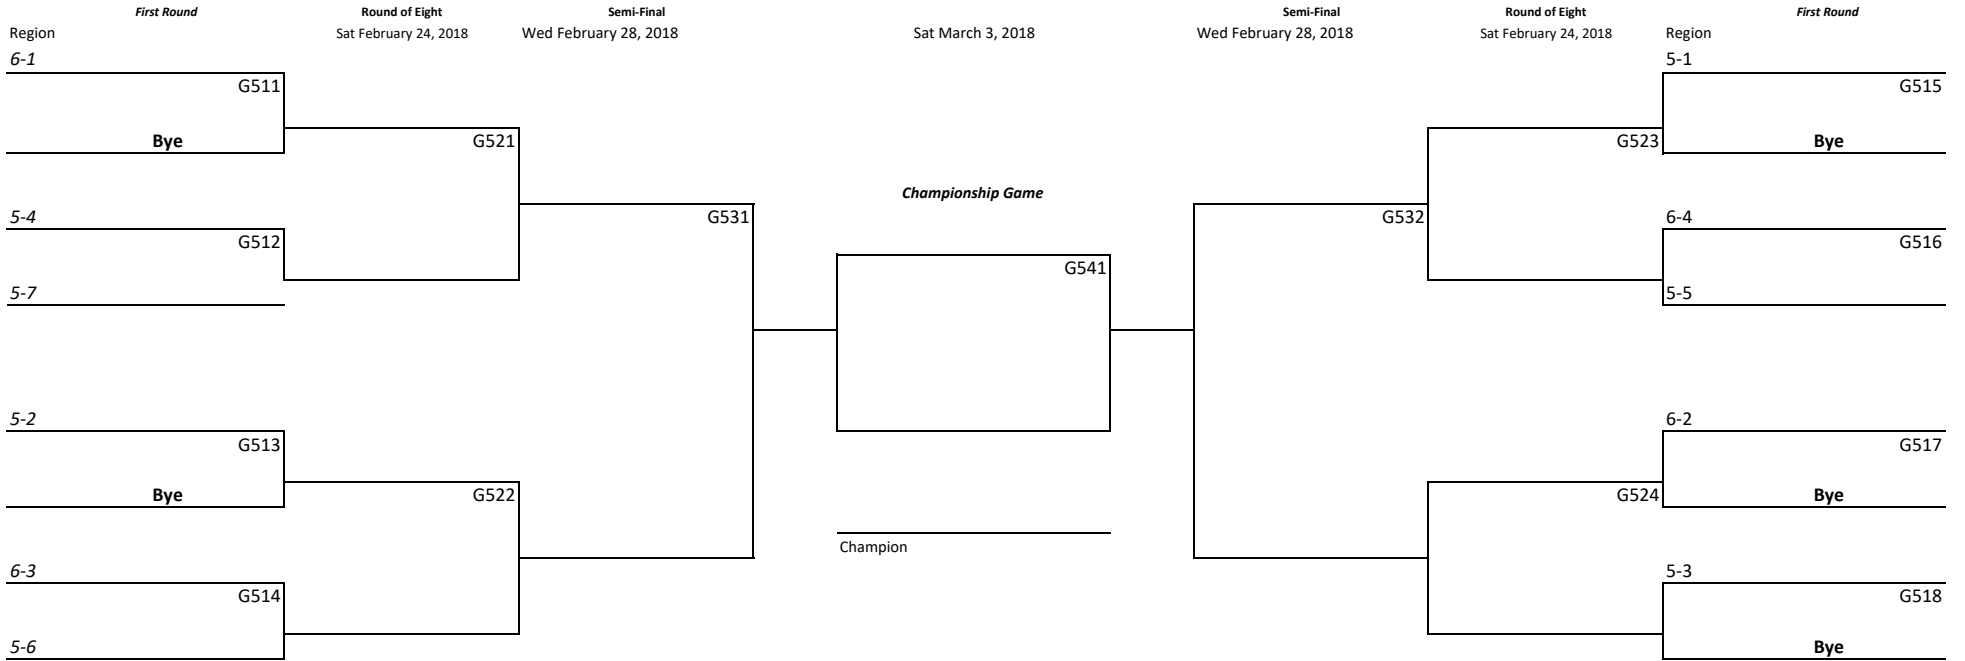 First Round Round of Eight Semi-Final Semi-Final Round of Eight First Round
Region Sat February 24, 2018 Wed February 28, 2018 Sat March 3, 2018 Wed February 28, 2018 Sat February 24, 2018 Region
6-1 5-1
G511 G515
Bye G521 G523 Bye
Championship Game
5-4 G531 G532 6-4
G512 G516
G541
5-7 5-5
5-2 6-2
G513 G517
Bye G522 G524 Bye
Champion
6-3 5-3
G514 G518
5-6 Bye